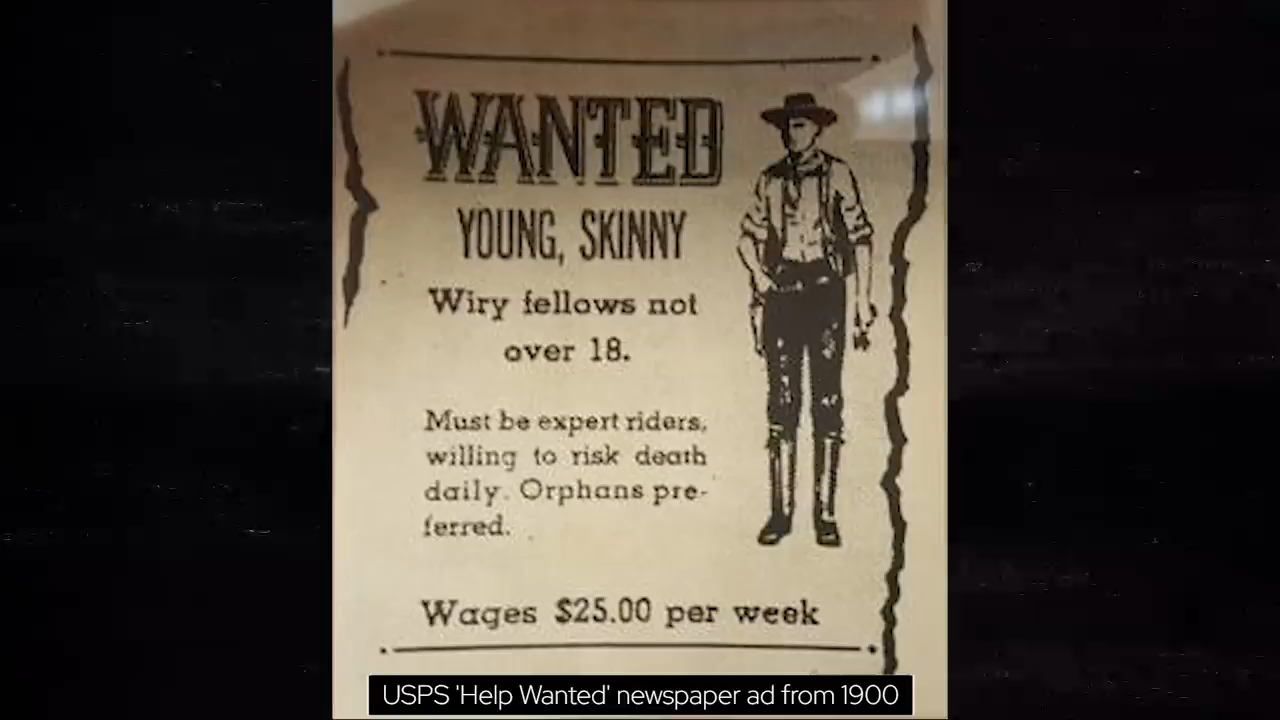 WANTED
YOUNG, SKINNY
Wiry fellows not
over 18.
Must be expert riders,
willing to risk death
daily. Orphans pre-
ferred.
Wages $25.00 per week
USPS 'Help Wanted' newspaper ad from 1900